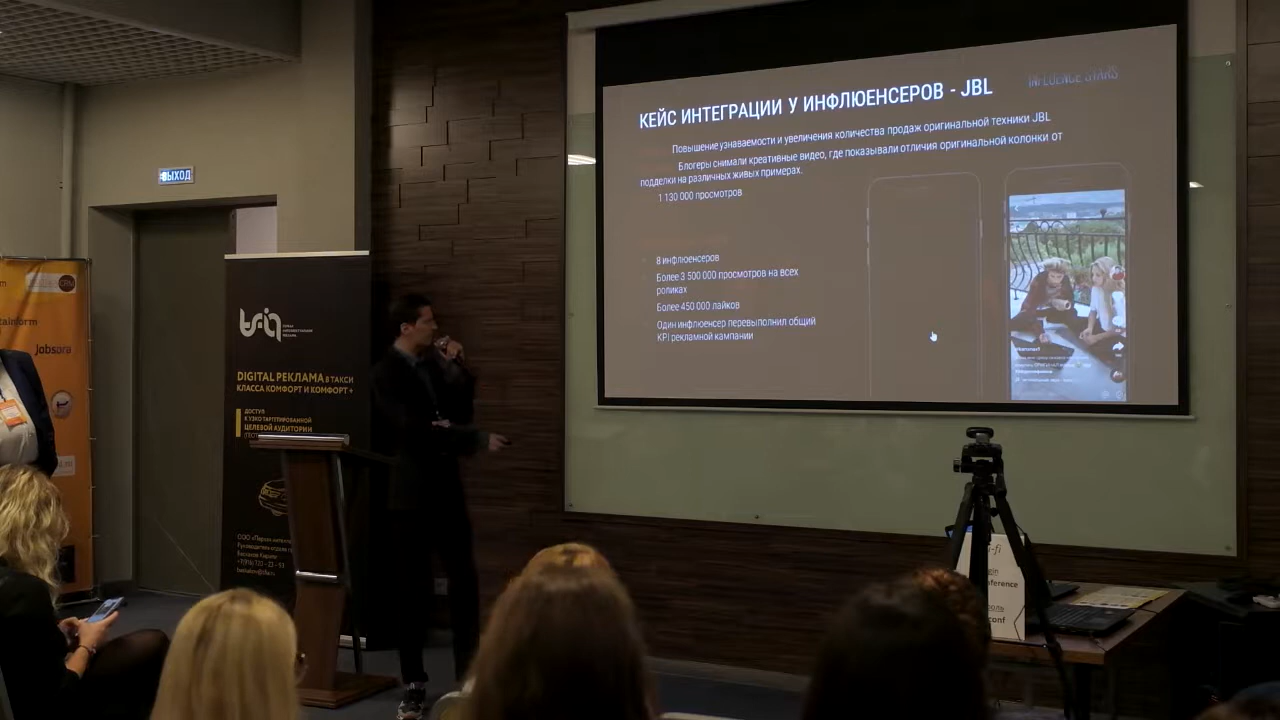 КЕЙС ИНТЕГРАЦИИ У ИНФЛЮЕНСЕРОВ - JBL
INFLUENCE STARS
Повышение узнаваемости и увеличения количества продаж оригинальной техники JBL
Блогеры снимали креативные видео, где показывали отличия оригинальной колонки от
подделки на различных живых примерах.
1 130 000 просмотров
8 инфлюенсеров
Более 3 500 000 просмотров на всех
роликах
Более 450 000 лайков
Один инфлюенсер перевыполнил общий
KPI рекламной кампании
ВЫХОД
Jobsora
DIGITAL РЕКЛАМА В ТАКСИ
КЛАССА КОМФОРТ И КОМФОРТ +
ДОСТУП
К УЗКО ТАРГЕТИРОВАННОЙ
ЦЕЛЕВОЙ АУДИТОРИИ